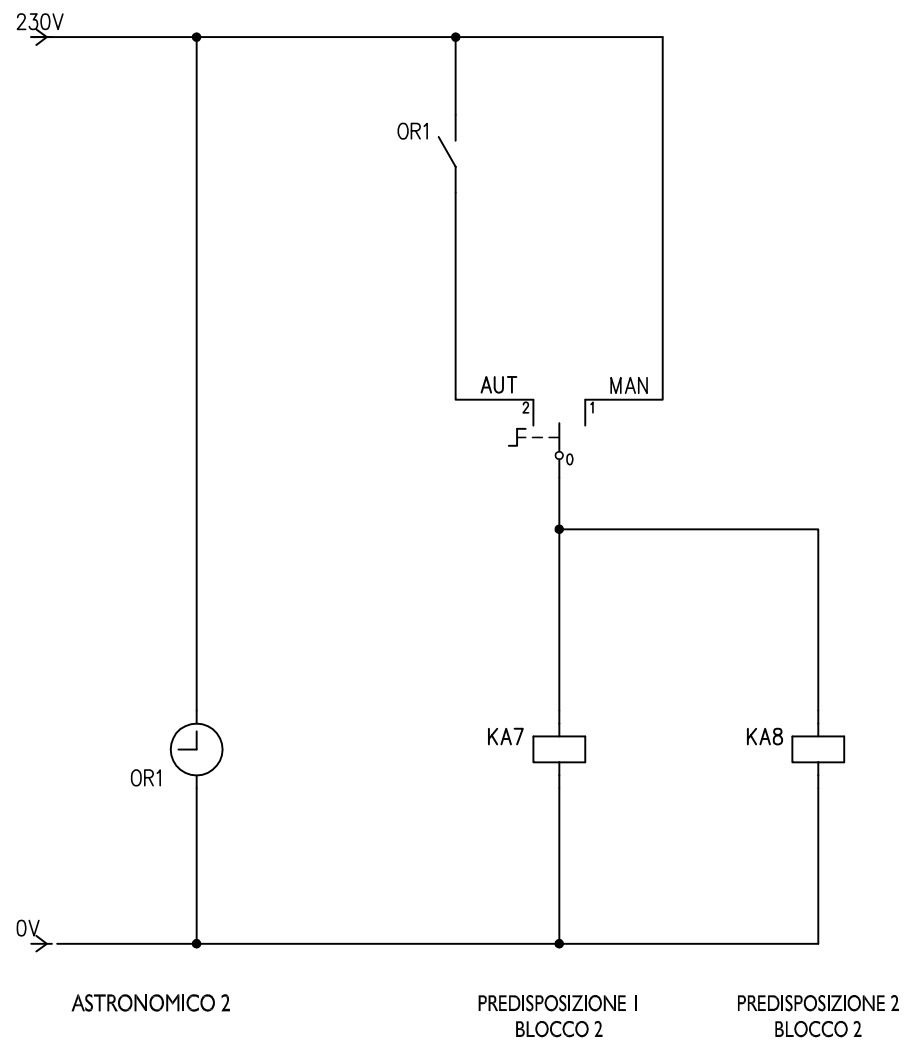 230V
OR1
AUT
MAN
2
1
0
KA7
KA8
OR1
0V
ASTRONOMICO 2
PREDISPOSIZIONE 1
BLOCCO 2
PREDISPOSIZIONE 2
BLOCCO 2